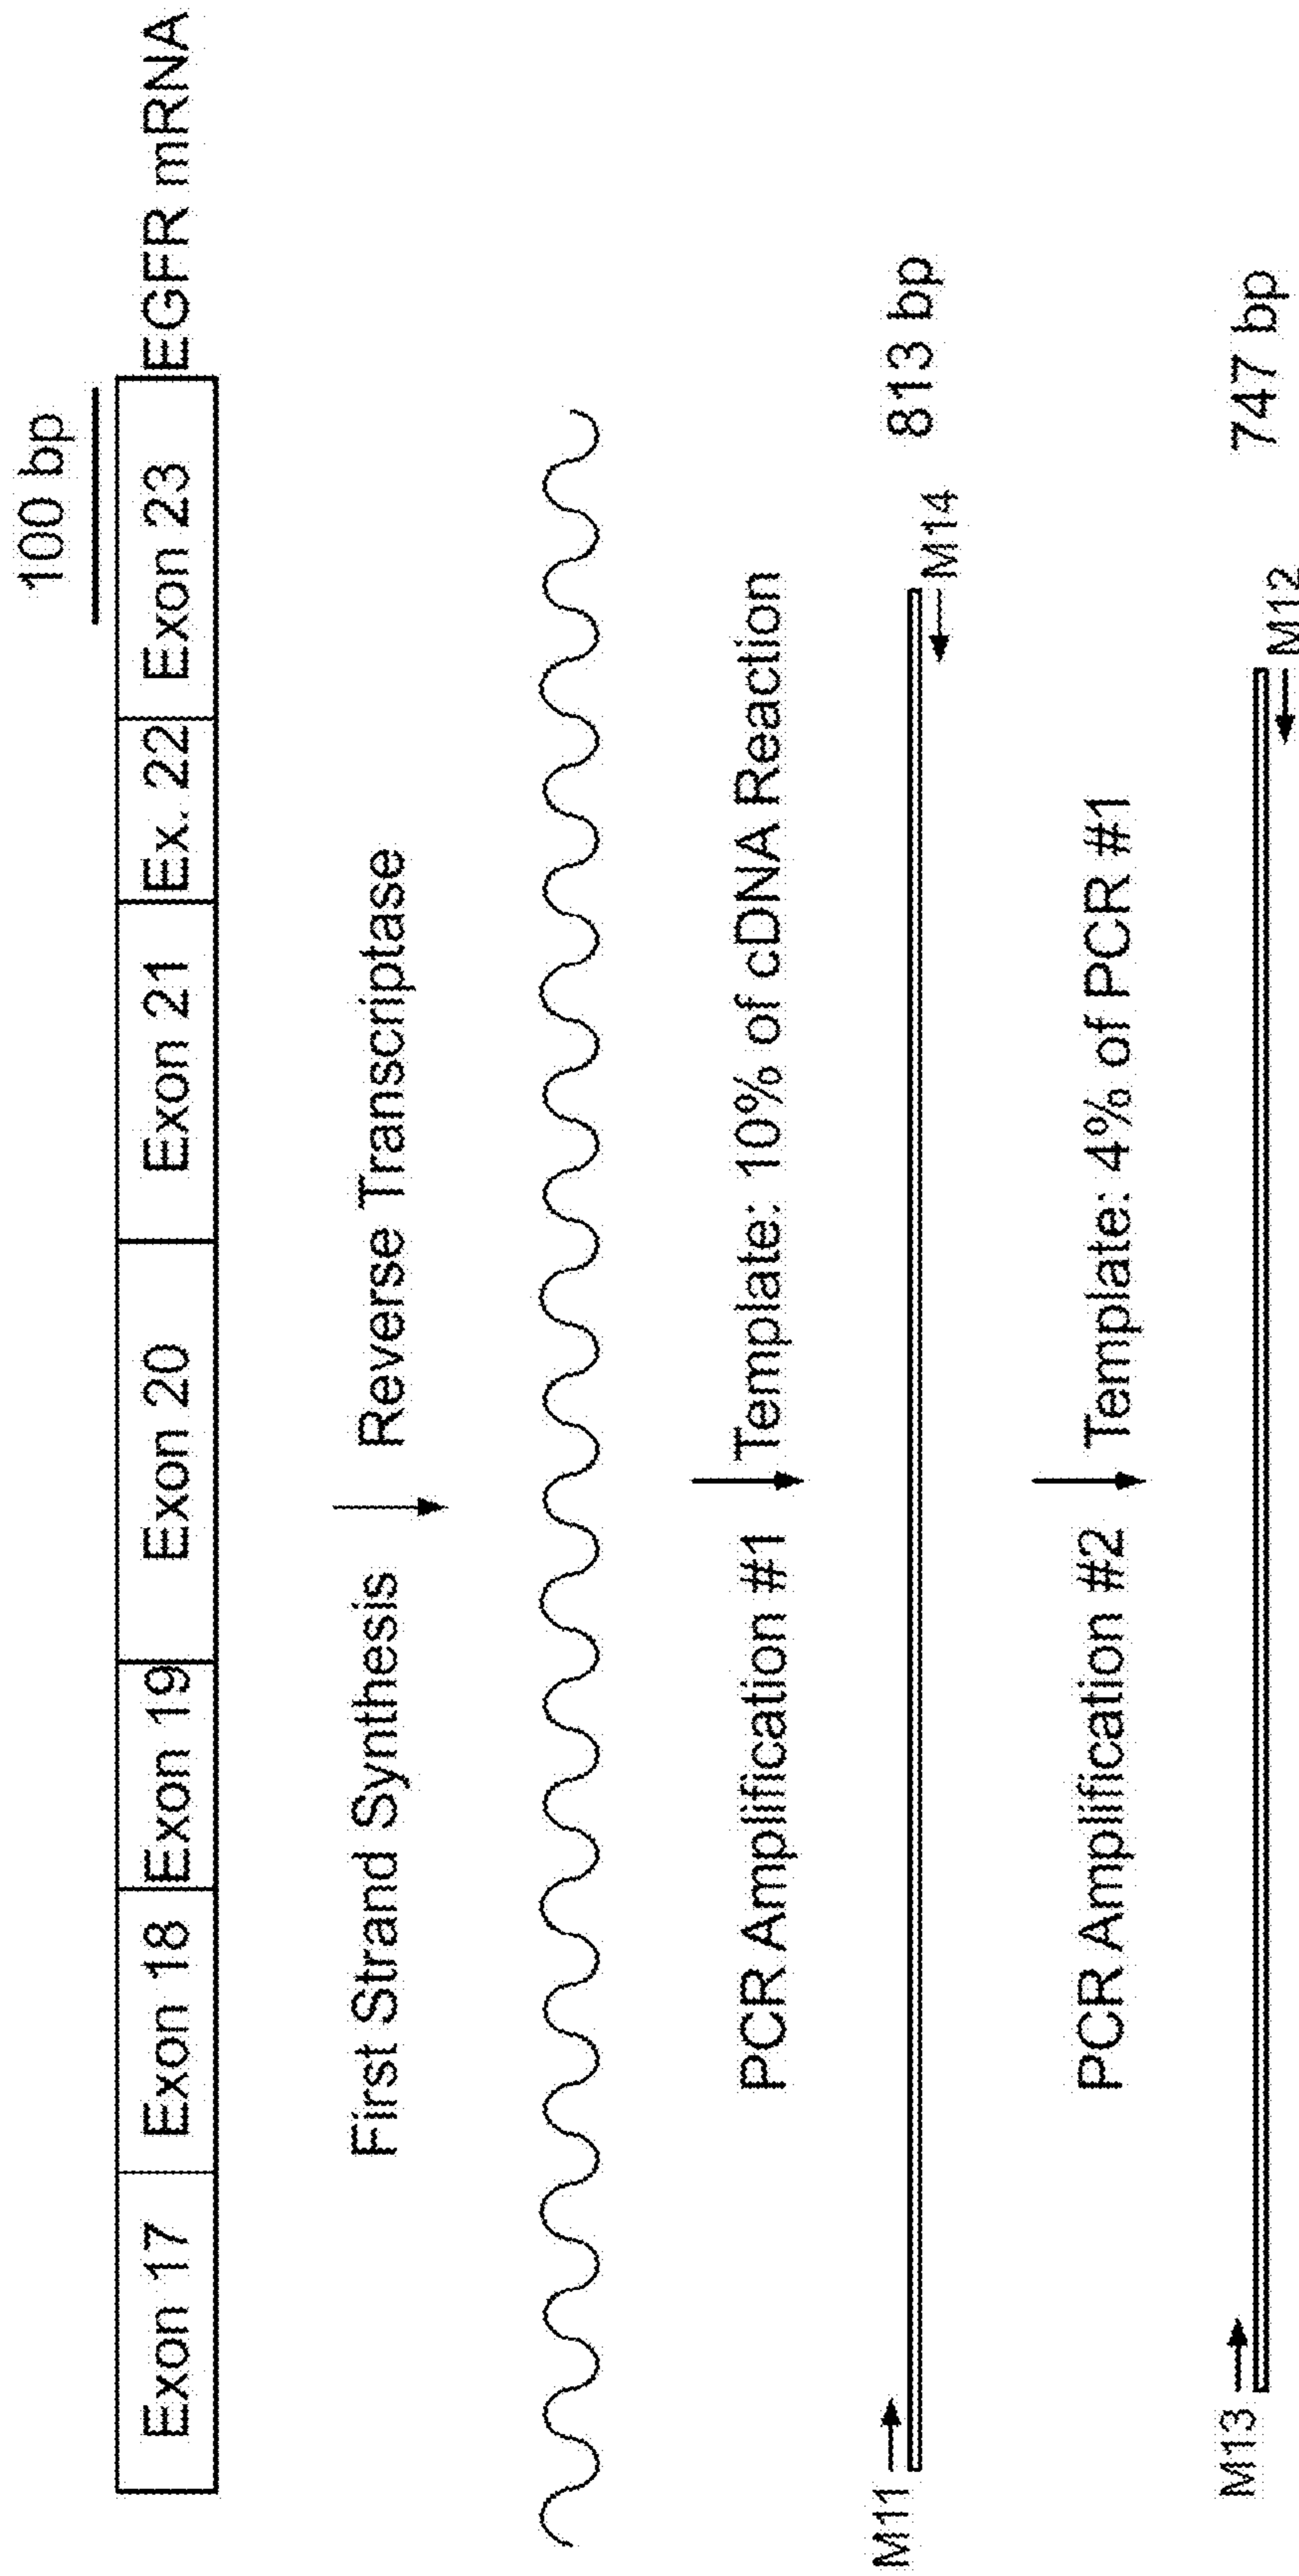 100 bp
Exon 17 Exon 18 Exon 19 Exon 20 Exon 21 Ex. 22 Exon 23 EGFR mRNA
First Strand Synthesis Reverse Transcriptase
PCR Amplification #1 Template: 10% of cDNA Reaction
M11 813 bp
M14
PCR Amplification #2 Template: 4% of PCR #1
M13 747 bp
M12